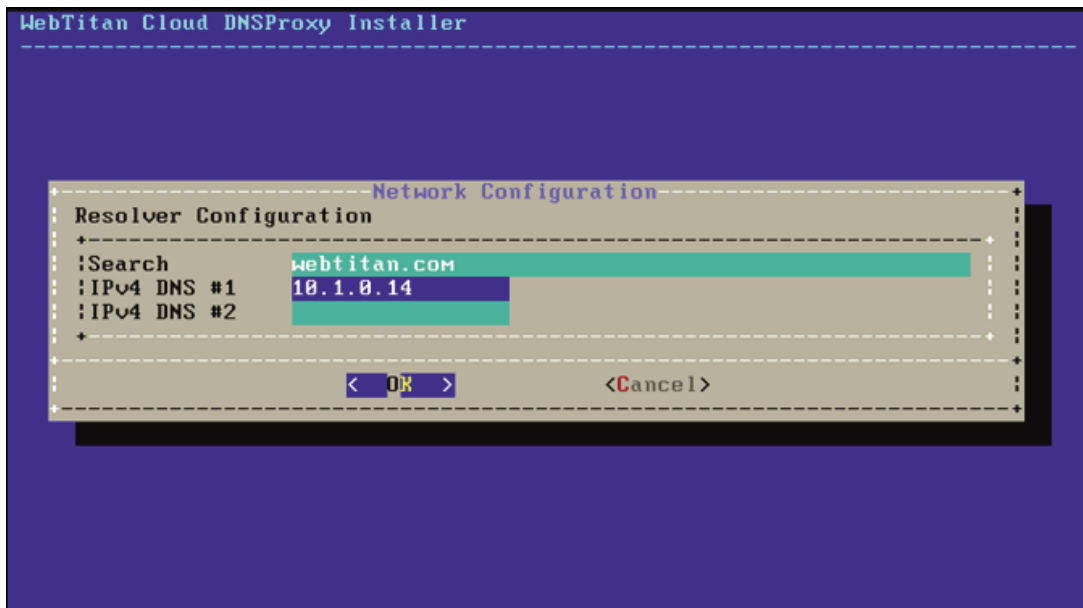 WebTitan Cloud DNSProxy Installer
Network Configuration
Resolver Configuration
Search webtitan.com
IPv4 DNS #1 10.1.0.14
IPv4 DNS #2
< OK > <Cancel>